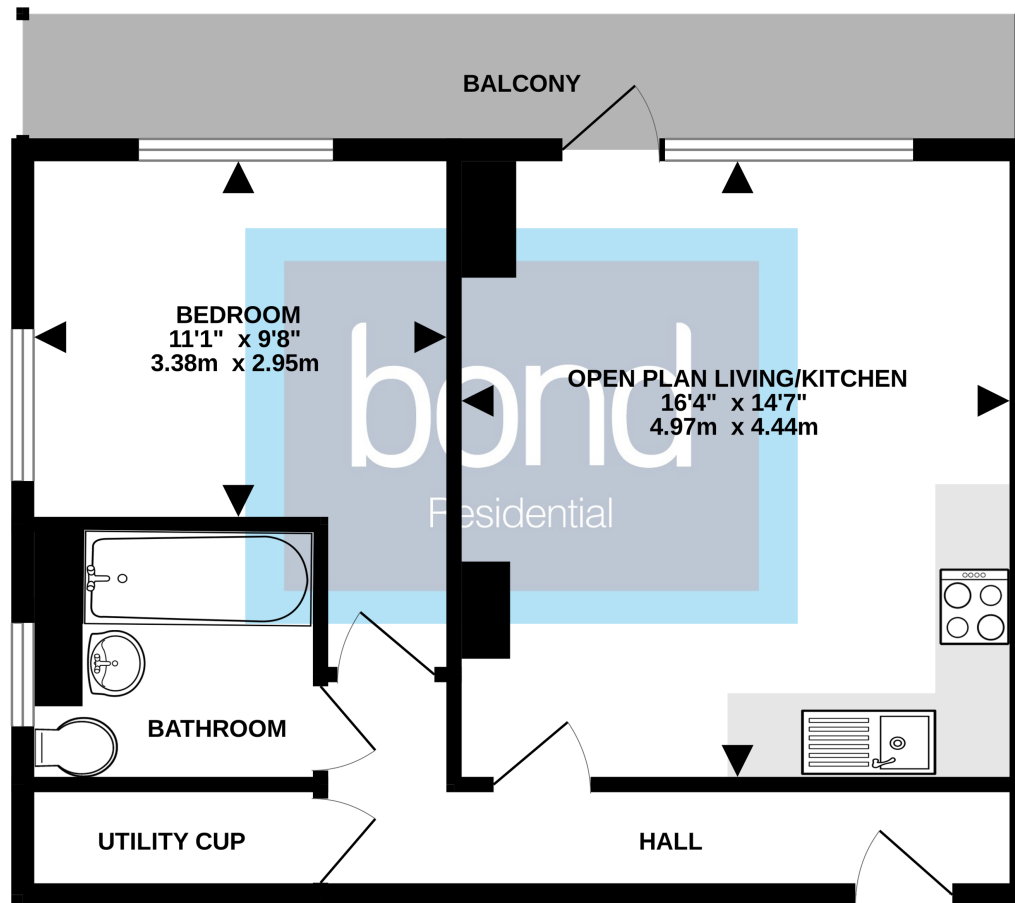 BALCONY
BEDROOM
11'1" x 9'8"
3.38m x 2.95m
OPEN PLAN LIVING/KITCHEN
16'4" x 14'7"
4.97m x 4.44m
bond
Residential
BATHROOM
UTILITY CUP
HALL